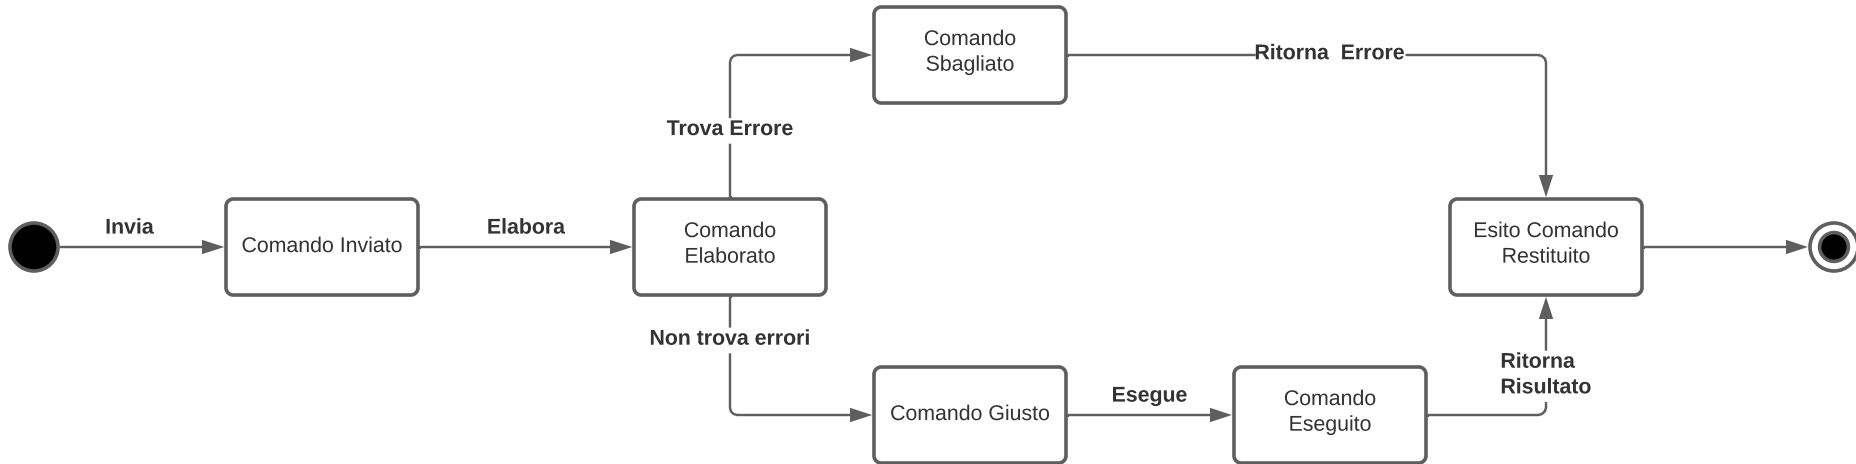 Comando
Sbagliato
Ritorna  Errore
Trova Errore
Invia
Comando Inviato
Elabora
Comando
Elaborato
Esito Comando
Restituito
Non trova errori
Comando Giusto
Esegue
Comando
Eseguito
Ritorna
Risultato